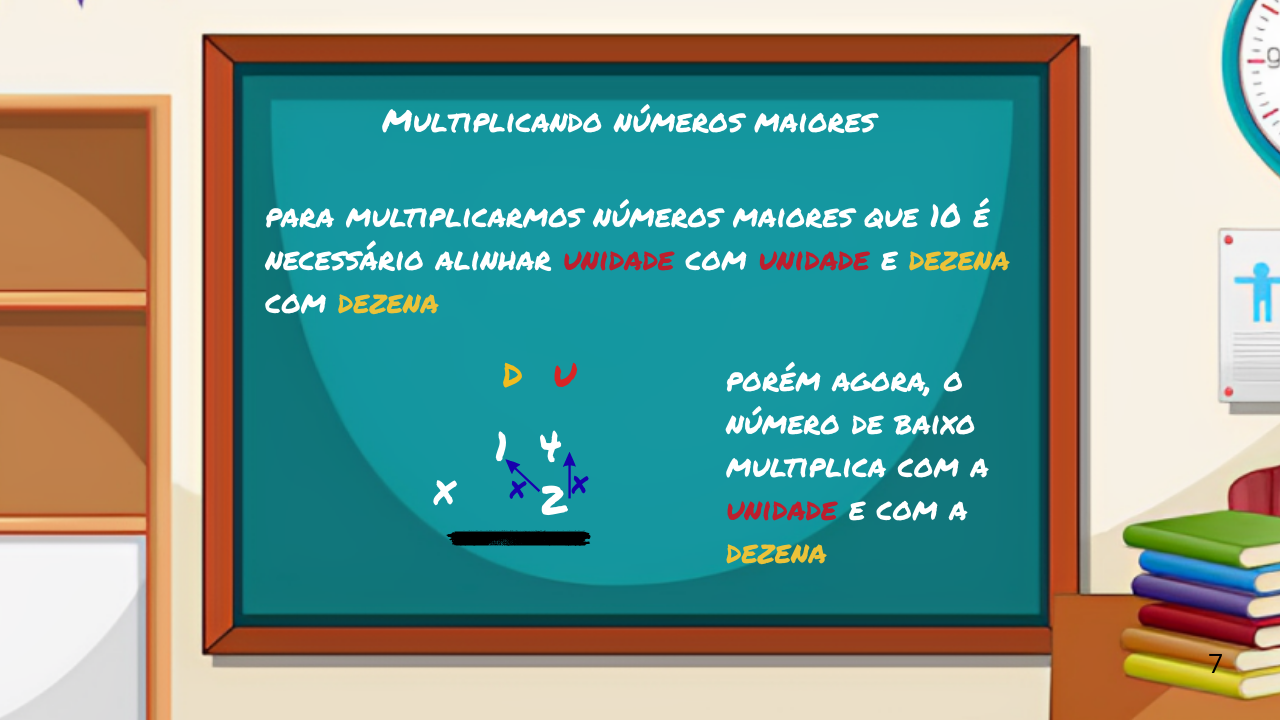 Multiplicando números maiores
para multiplicarmos números maiores que 10 é
necessário alinhar unidade com unidade e dezena
com dezena
D U
1 4
x x 2 x
porém agora, o
número de baixo
multiplica com a
unidade e com a
dezena
9
7